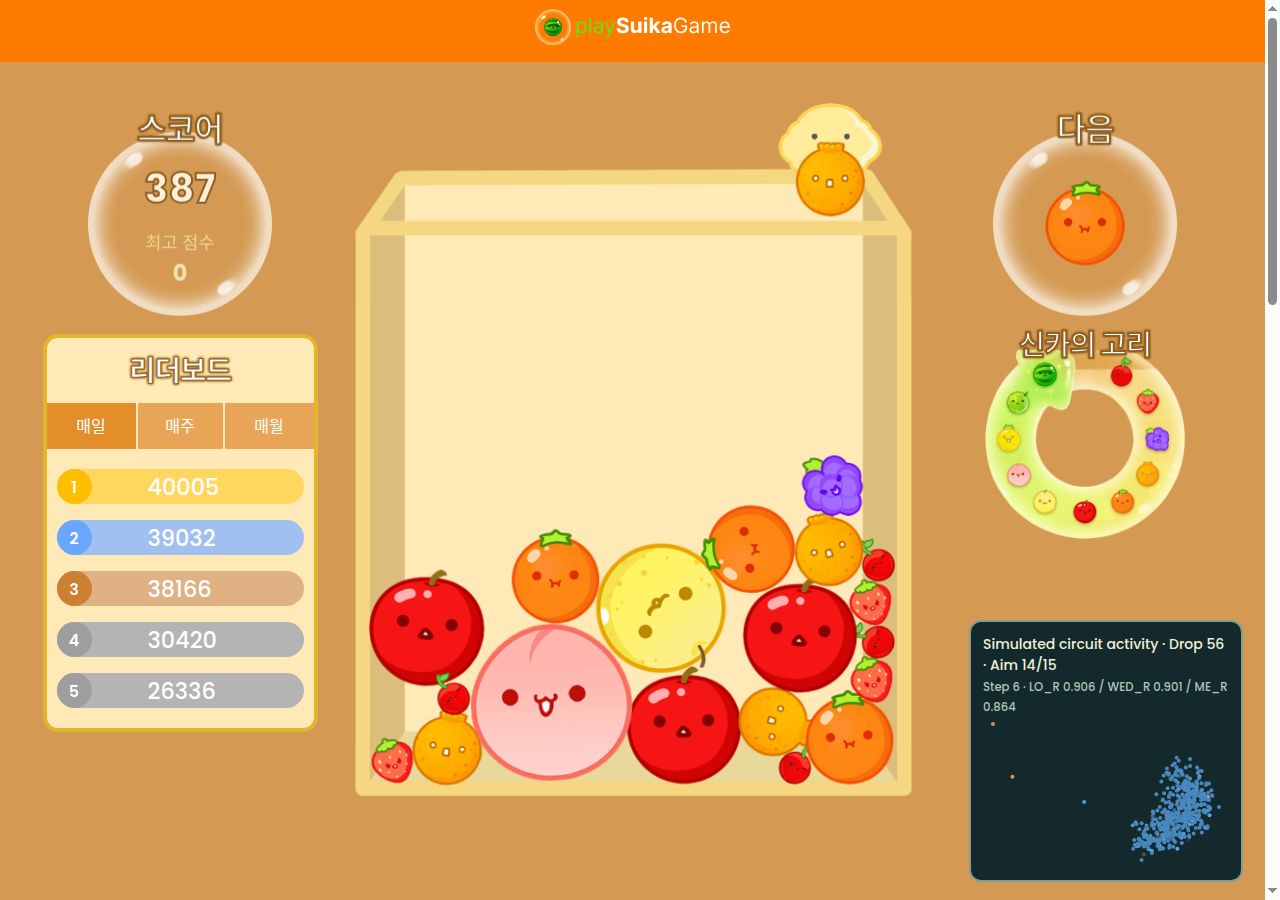 playSuikaGame
스코어
387
최고 점수
0
리더보드
매일 매주 매월
1 40005
2 39032
3 38166
4 30420
5 26336
다음
신카의 고리
Simulated circuit activity · Drop 56
· Aim 14/15
Step 6 · LO_R 0.906 / WED_R 0.901 / ME_R
0.864